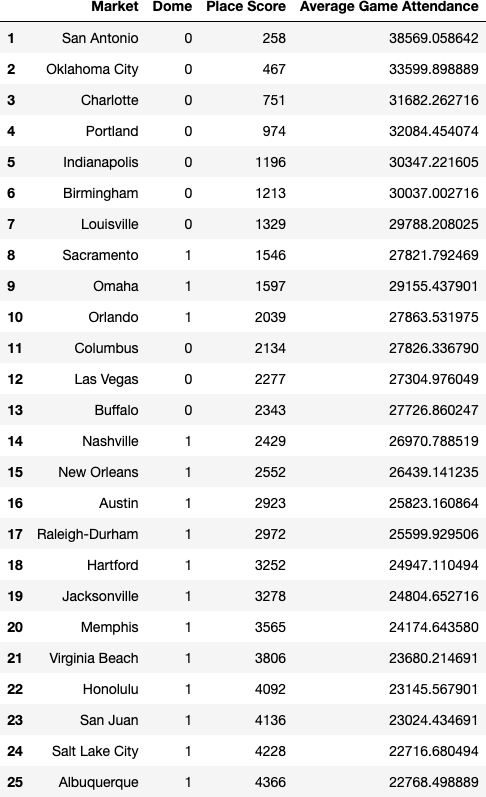 Market Dome Place Score Average Game Attendance
1 San Antonio 0 258 38569.058642
2 Oklahoma City 0 467 33599.898889
3 Charlotte 0 751 31682.262716
4 Portland 0 974 32084.454074
5 Indianapolis 0 1196 30347.221605
6 Birmingham 0 1213 30037.002716
7 Louisville 0 1329 29788.208025
8 Sacramento 1 1546 27821.792469
9 Omaha 1 1597 29155.437901
10 Orlando 1 2039 27863.531975
11 Columbus 0 2134 27826.336790
12 Las Vegas 0 2277 27304.976049
13 Buffalo 0 2343 27726.860247
14 Nashville 1 2429 26970.788519
15 New Orleans 1 2552 26439.141235
16 Austin 1 2923 25823.160864
17 Raleigh-Durham 1 2972 25599.929506
18 Hartford 1 3252 24947.110494
19 Jacksonville 1 3278 24804.652716
20 Memphis 1 3565 24174.643580
21 Virginia Beach 1 3806 23680.214691
22 Honolulu 1 4092 23145.567901
23 San Juan 1 4136 23024.434691
24 Salt Lake City 1 4228 22716.680494
25 Albuquerque 1 4366 22768.498889